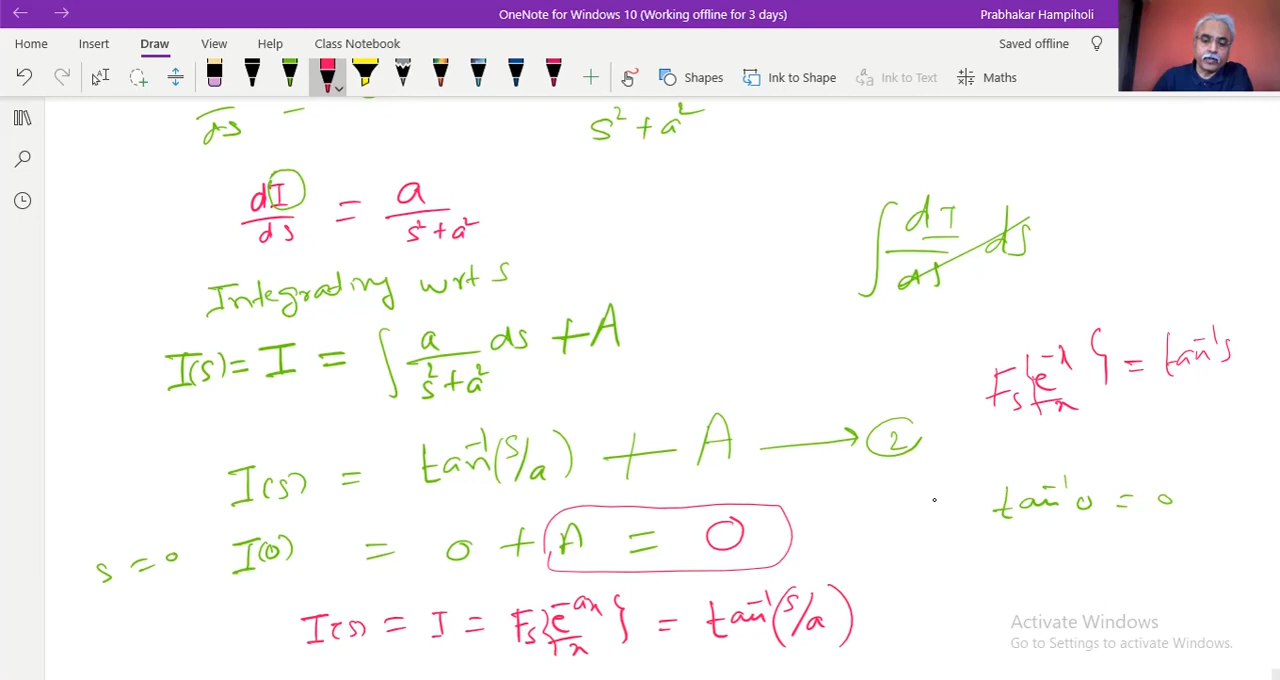 OneNote for Windows 10 (Working offline for 3 days)
Prabhakar Hampiholi
Home Insert Draw View Help Class Notebook
Saved offline
Shapes Ink to Shape Ink to Text Maths
ds = s² + a²
dI/ds = a/(s² + a²)
∫ dI/ds ds
Integrading wrt s
I(s) = I = ∫ a/(s² + a²) ds + A
Fs{e^-x/x} = tan⁻¹s
I(s) = tan⁻¹(s/a) + A → 2
tan⁻¹0 = 0
s = 0 I(0) = 0 + A = 0
I(s) = I = Fs{e^-ax/x} = tan⁻¹(s/a)
Activate Windows
Go to Settings to activate Windows.